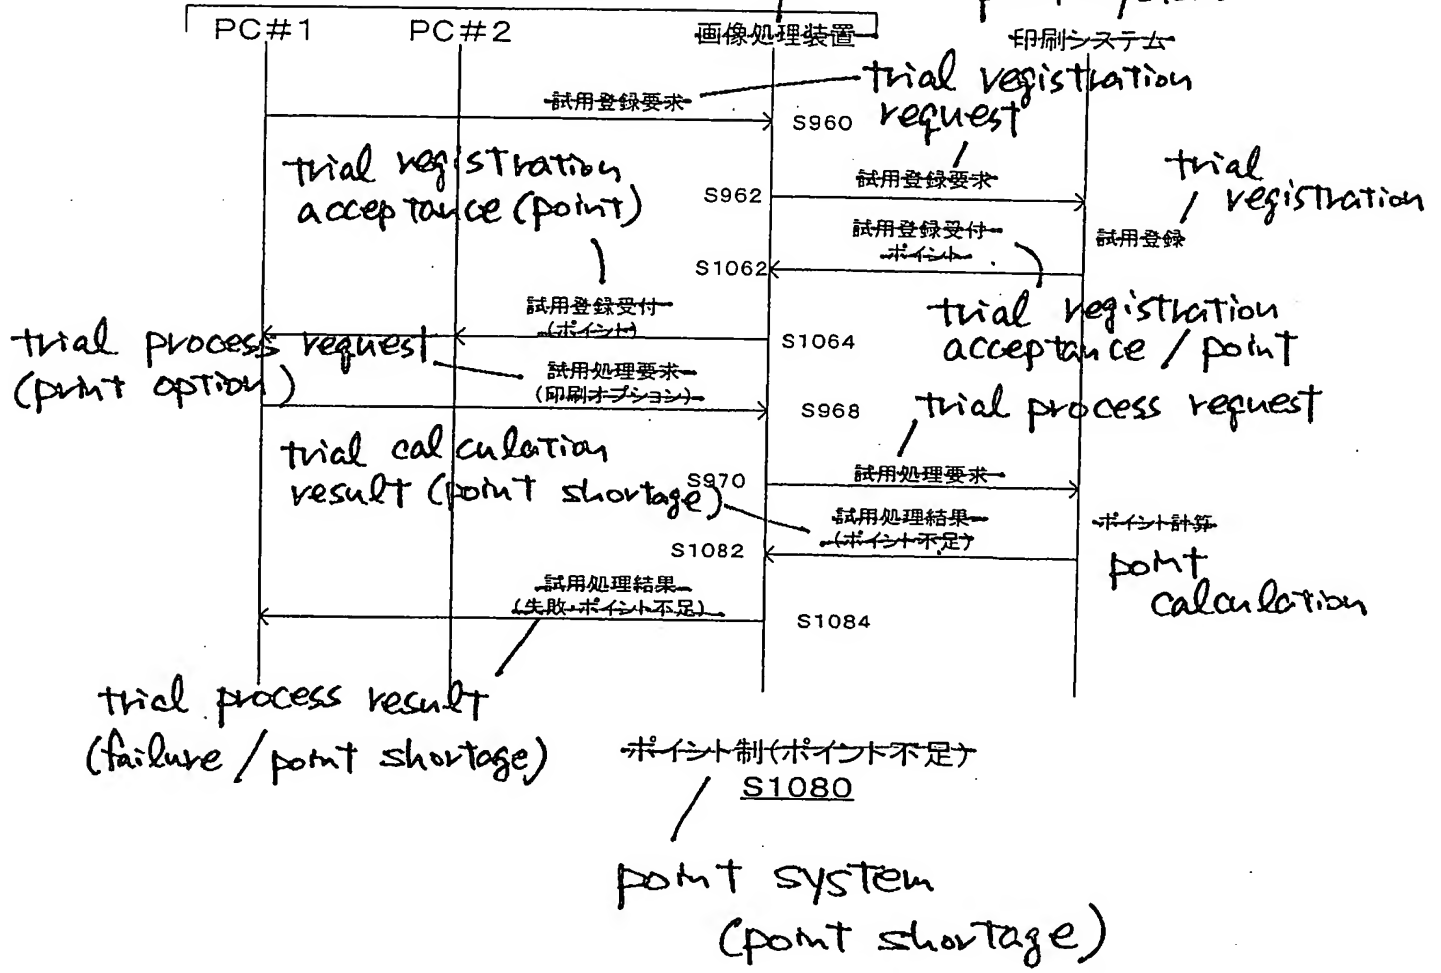 PC#1 PC#2 画像処理装置 印刷システム
試用登録要求
trial registration
request
S960
trial registration
acceptance (point)
S962
試用登録要求
trial
registration
試用登録受付
ポイント
試用登録
S1062
試用登録受付
(ポイント)
S1064
trial registration
acceptance / point
trial process request
(print option)
試用処理要求
(印刷オプション)
S968
trial process request
trial calculation
result (point shortage)
S970
試用処理要求
試用処理結果
(ポイント不足)
ポイント計算
S1082
point
calculation
試用処理結果
(失敗・ポイント不足)
S1084
trial process result
(failure / point shortage)
ポイント制(ポイント不足)
S1080
point system
(point shortage)